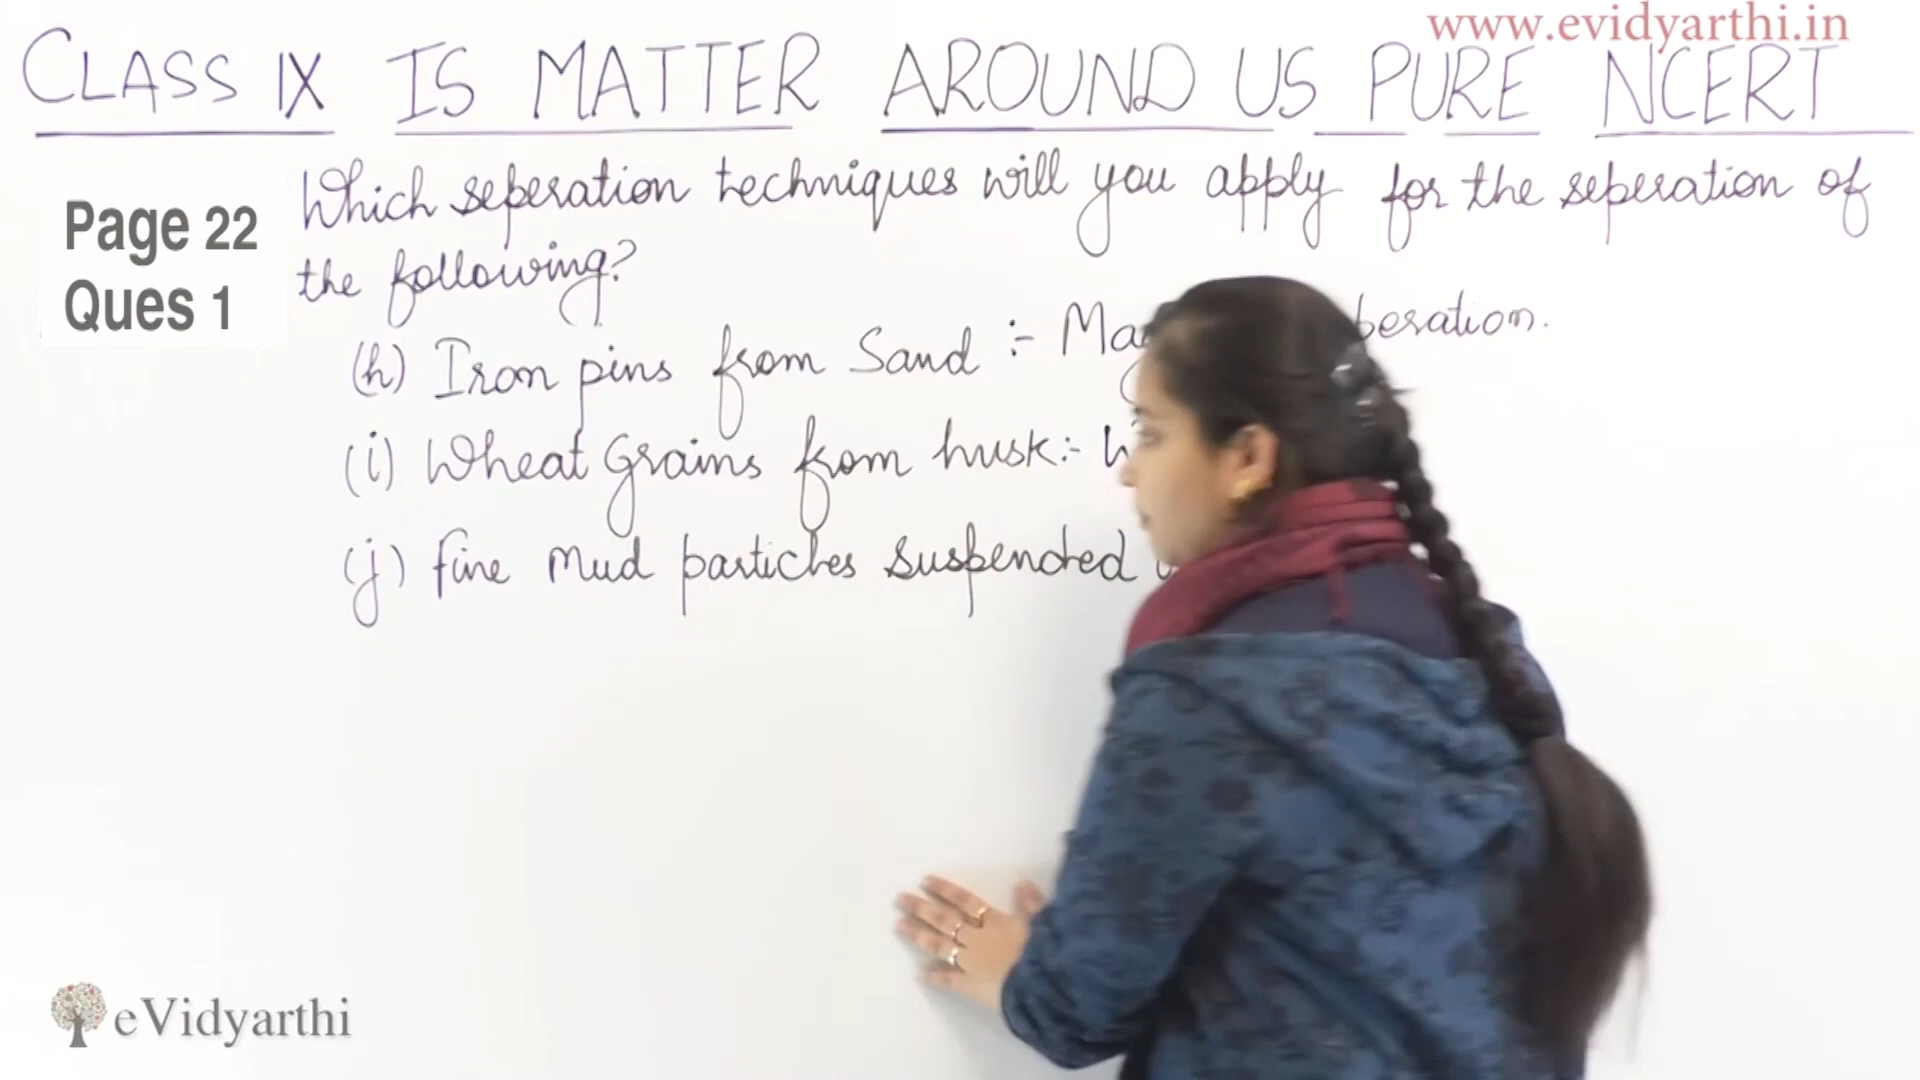 www.evidyarthi.in
CLASS IX IS MATTER AROUND US PURE NCERT
Page 22
Ques 1
Which seperation techniques will you apply for the seperation of
the following?
(h) Iron pins from Sand :-
(i) Wheat Grains from husk:-
(j) fine Mud particles suspended
eVidyarthi